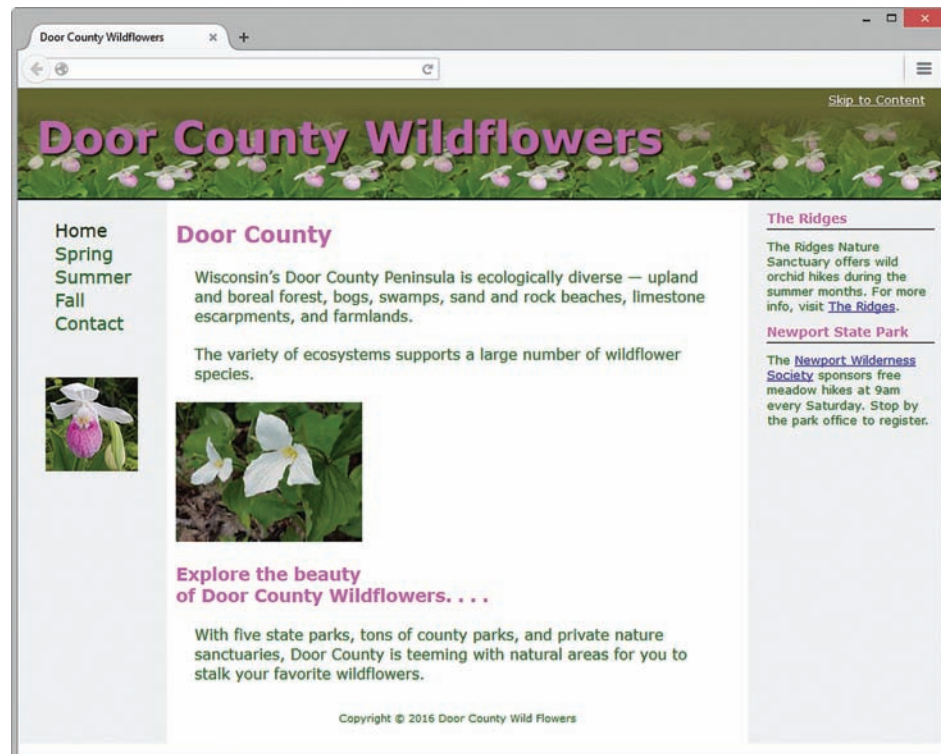 Door County Wildflowers
Skip to Content
Door County Wildflowers
Home
Spring
Summer
Fall
Contact
Door County
Wisconsin's Door County Peninsula is ecologically diverse — upland
and boreal forest, bogs, swamps, sand and rock beaches, limestone
escarpments, and farmlands.
The variety of ecosystems supports a large number of wildflower
species.
Explore the beauty
of Door County Wildflowers. . . .
With five state parks, tons of county parks, and private nature
sanctuaries, Door County is teeming with natural areas for you to
stalk your favorite wildflowers.
Copyright © 2016 Door County Wild Flowers
The Ridges
The Ridges Nature
Sanctuary offers wild
orchid hikes during the
summer months. For more
info, visit The Ridges.
Newport State Park
The Newport Wilderness
Society sponsors free
meadow hikes at 9am
every Saturday. Stop by
the park office to register.